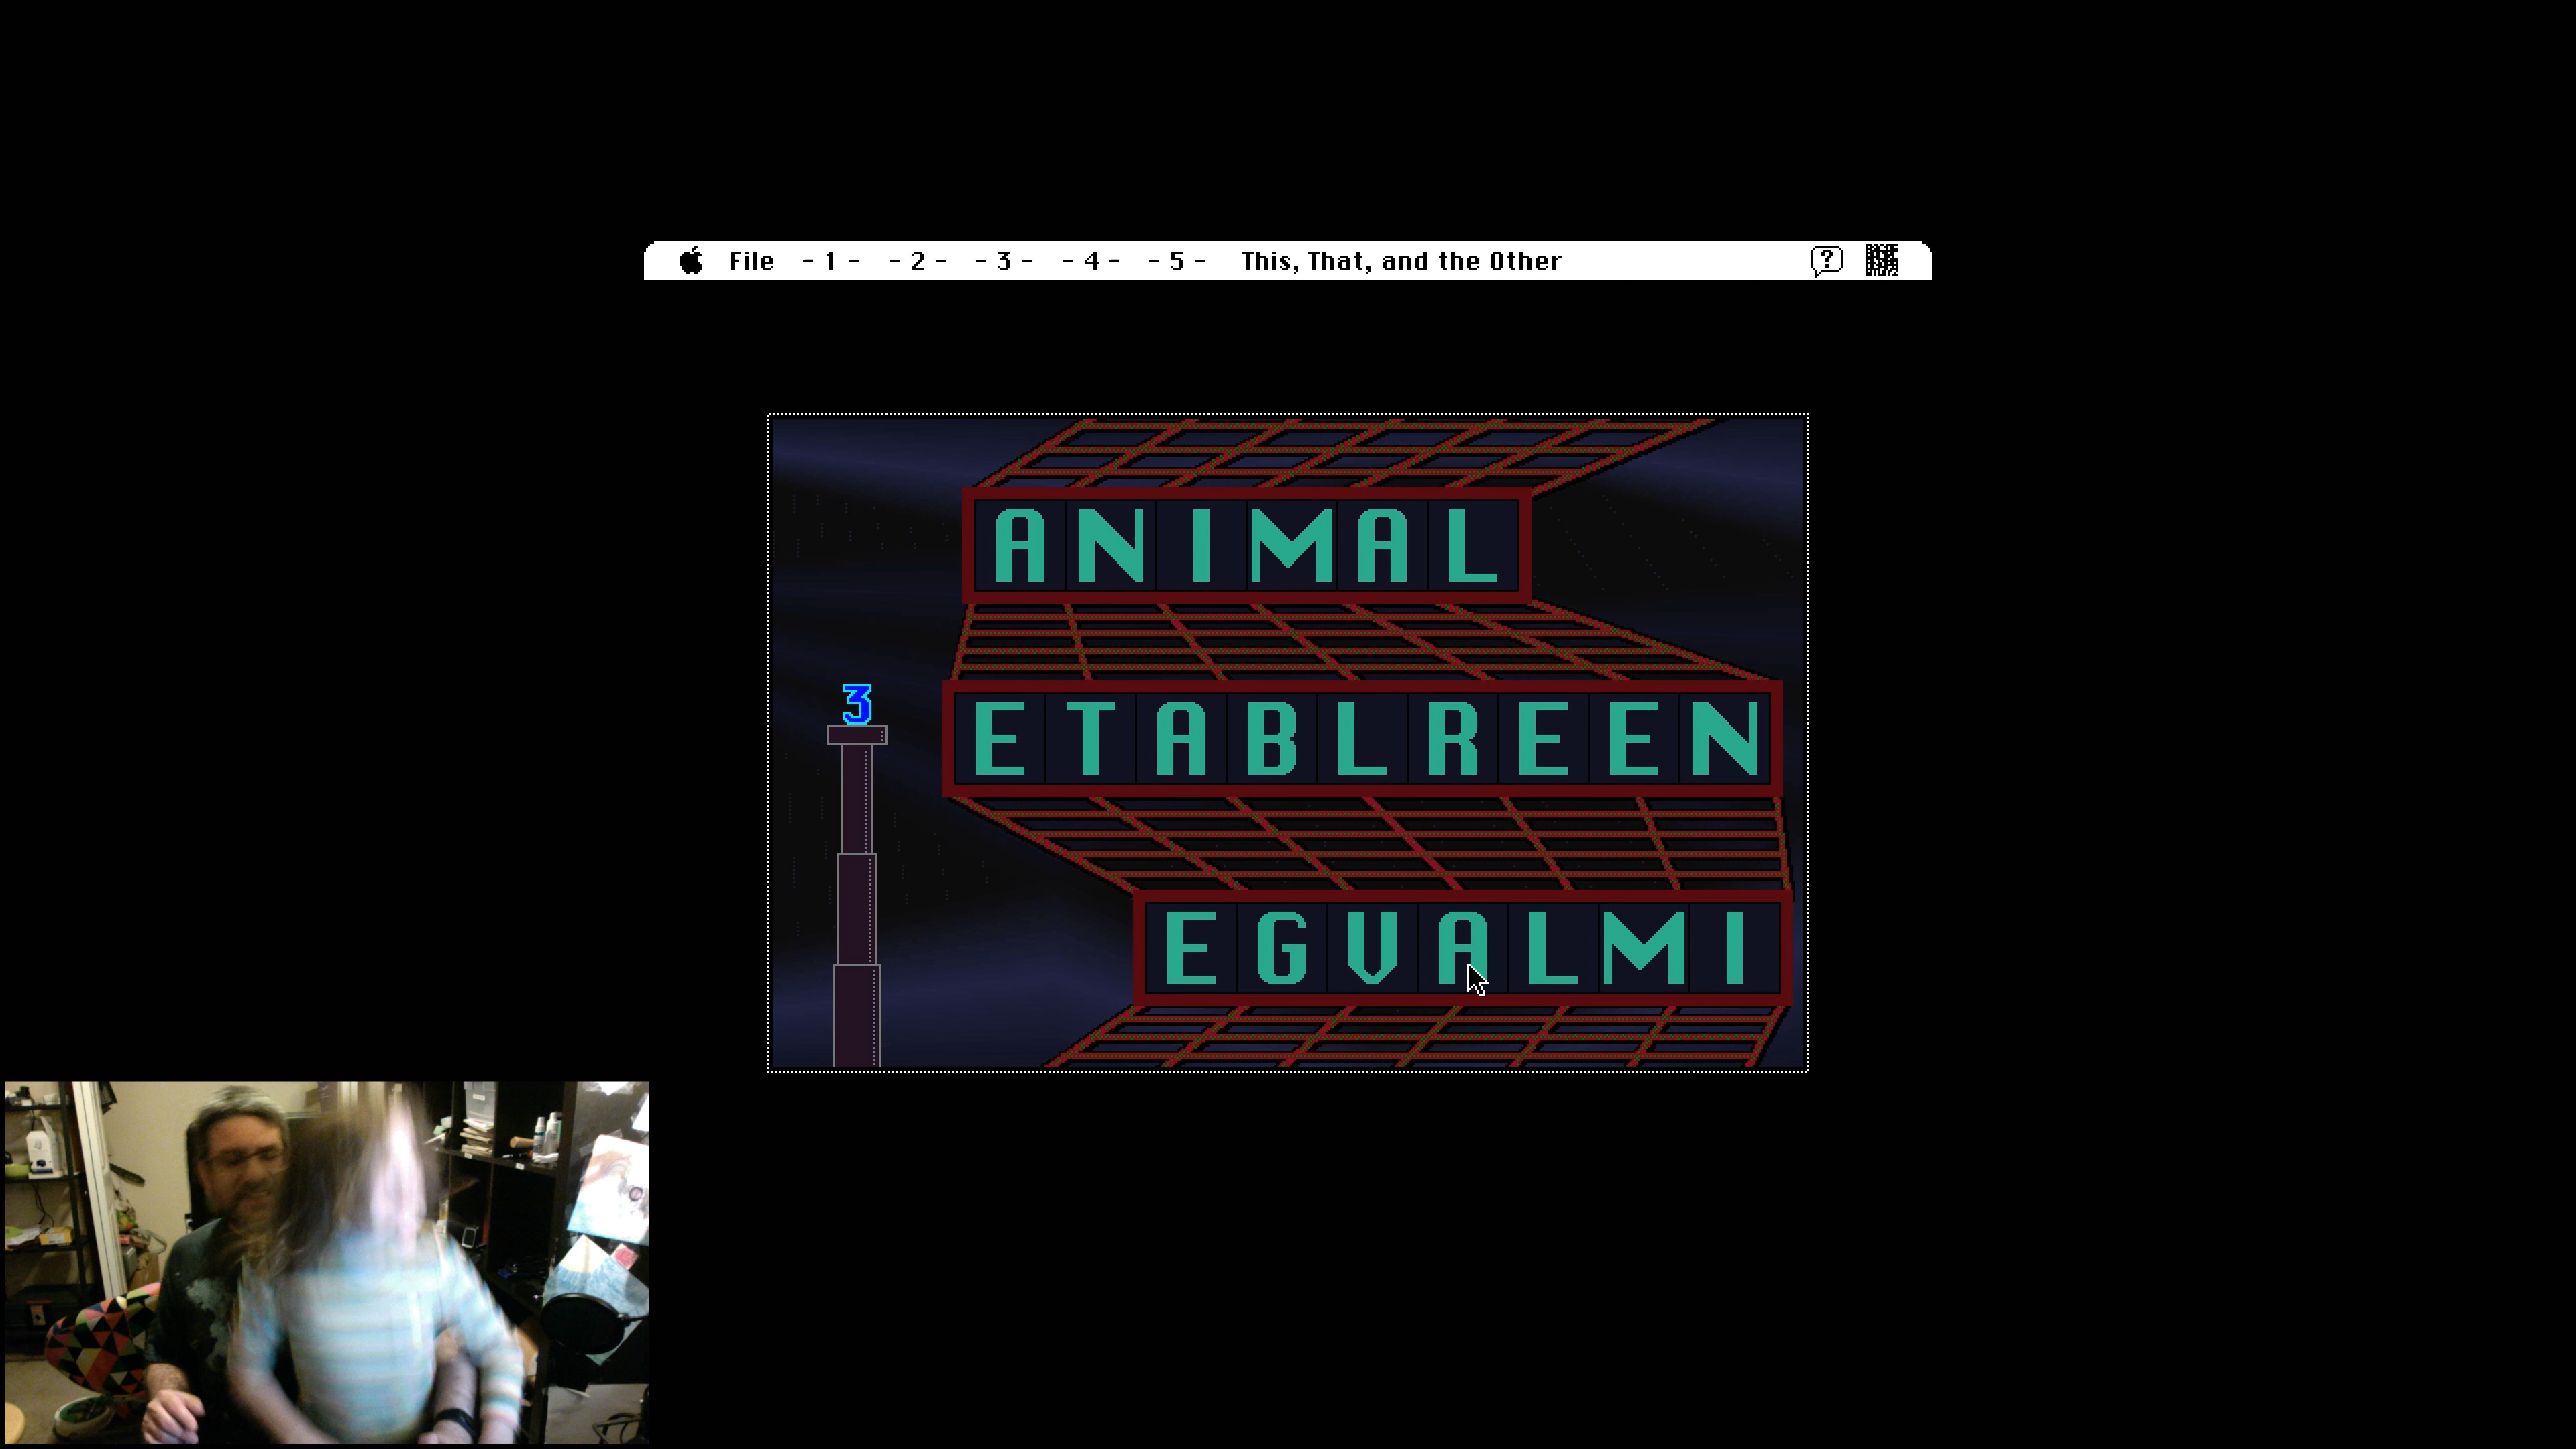 File -1- -2- -3- -4- -5- This, That, and the Other
ANIMAL
3
ETABLREEN
EGVALMI